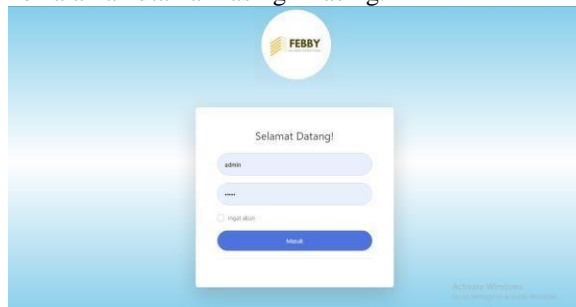 FEBBY
Selamat Datang!
admin
.....
Ingat akun
Masuk
Activate Windows